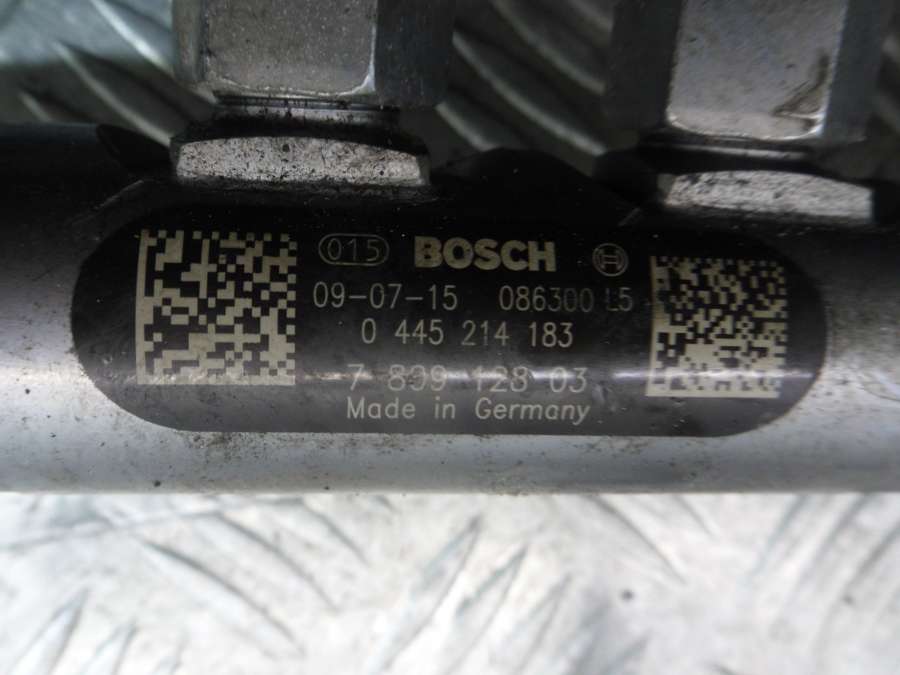 015 BOSCH
09-07-15 086300 L5
0 445 214 183
7 809 128 03
Made in Germany